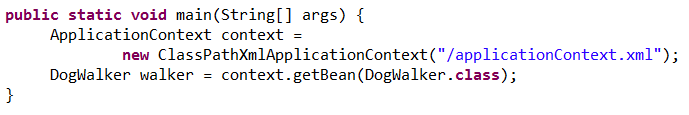 public static void main(String[] args) {
ApplicationContext context =
new ClassPathXmlApplicationContext("/applicationContext.xml");
DogWalker walker = context.getBean(DogWalker.class);
}